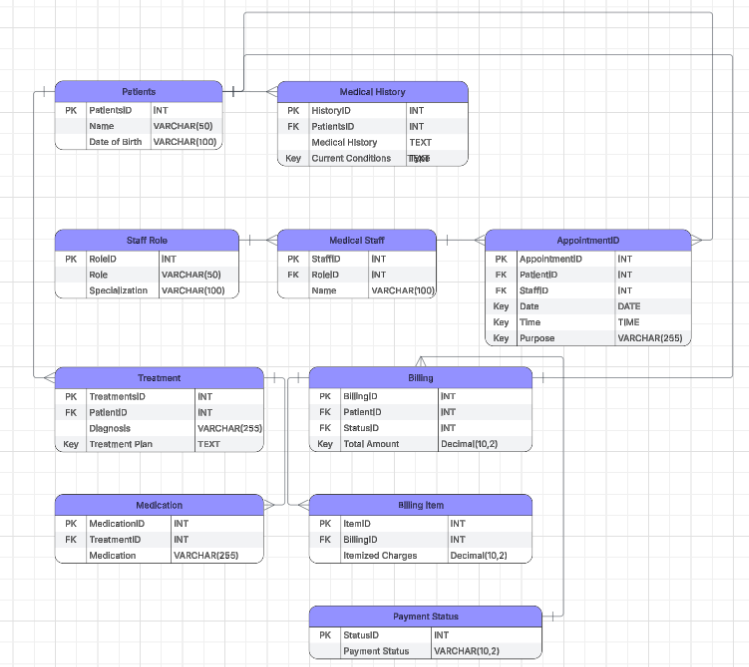 Patients
PK PatientsID INT
Name VARCHAR(50)
Date of Birth VARCHAR(100)
Medical History
PK HistoryID INT
FK PatientsID INT
Medical History TEXT
Key Current Conditions TEXT
Staff Role
PK RoleID INT
Role VARCHAR(50)
Specialization VARCHAR(100)
Medical Staff
PK StaffID INT
FK RoleID INT
Name VARCHAR(100)
AppointmentID
PK AppointmentID INT
FK PatientID INT
FK StaffID INT
Key Date DATE
Key Time TIME
Key Purpose VARCHAR(255)
Treatment
PK TreatmentsID INT
FK PatientID INT
Diagnosis VARCHAR(255)
Key Treatment Plan TEXT
Billing
PK BillingID INT
FK PatientID INT
FK StatusID INT
Key Total Amount Decimal(10,2)
Medication
PK MedicationID INT
FK TreatmentID INT
Medication VARCHAR(255)
Billing Item
PK ItemID INT
FK BillingID INT
Itemized Charges Decimal(10,2)
Payment Status
PK StatusID INT
Payment Status VARCHAR(10,2)